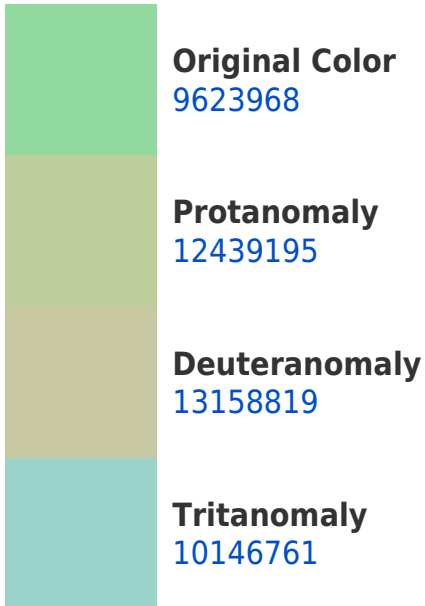 Original Color
9623968
Protanomaly
12439195
Deuteranomaly
13158819
Tritanomaly
10146761